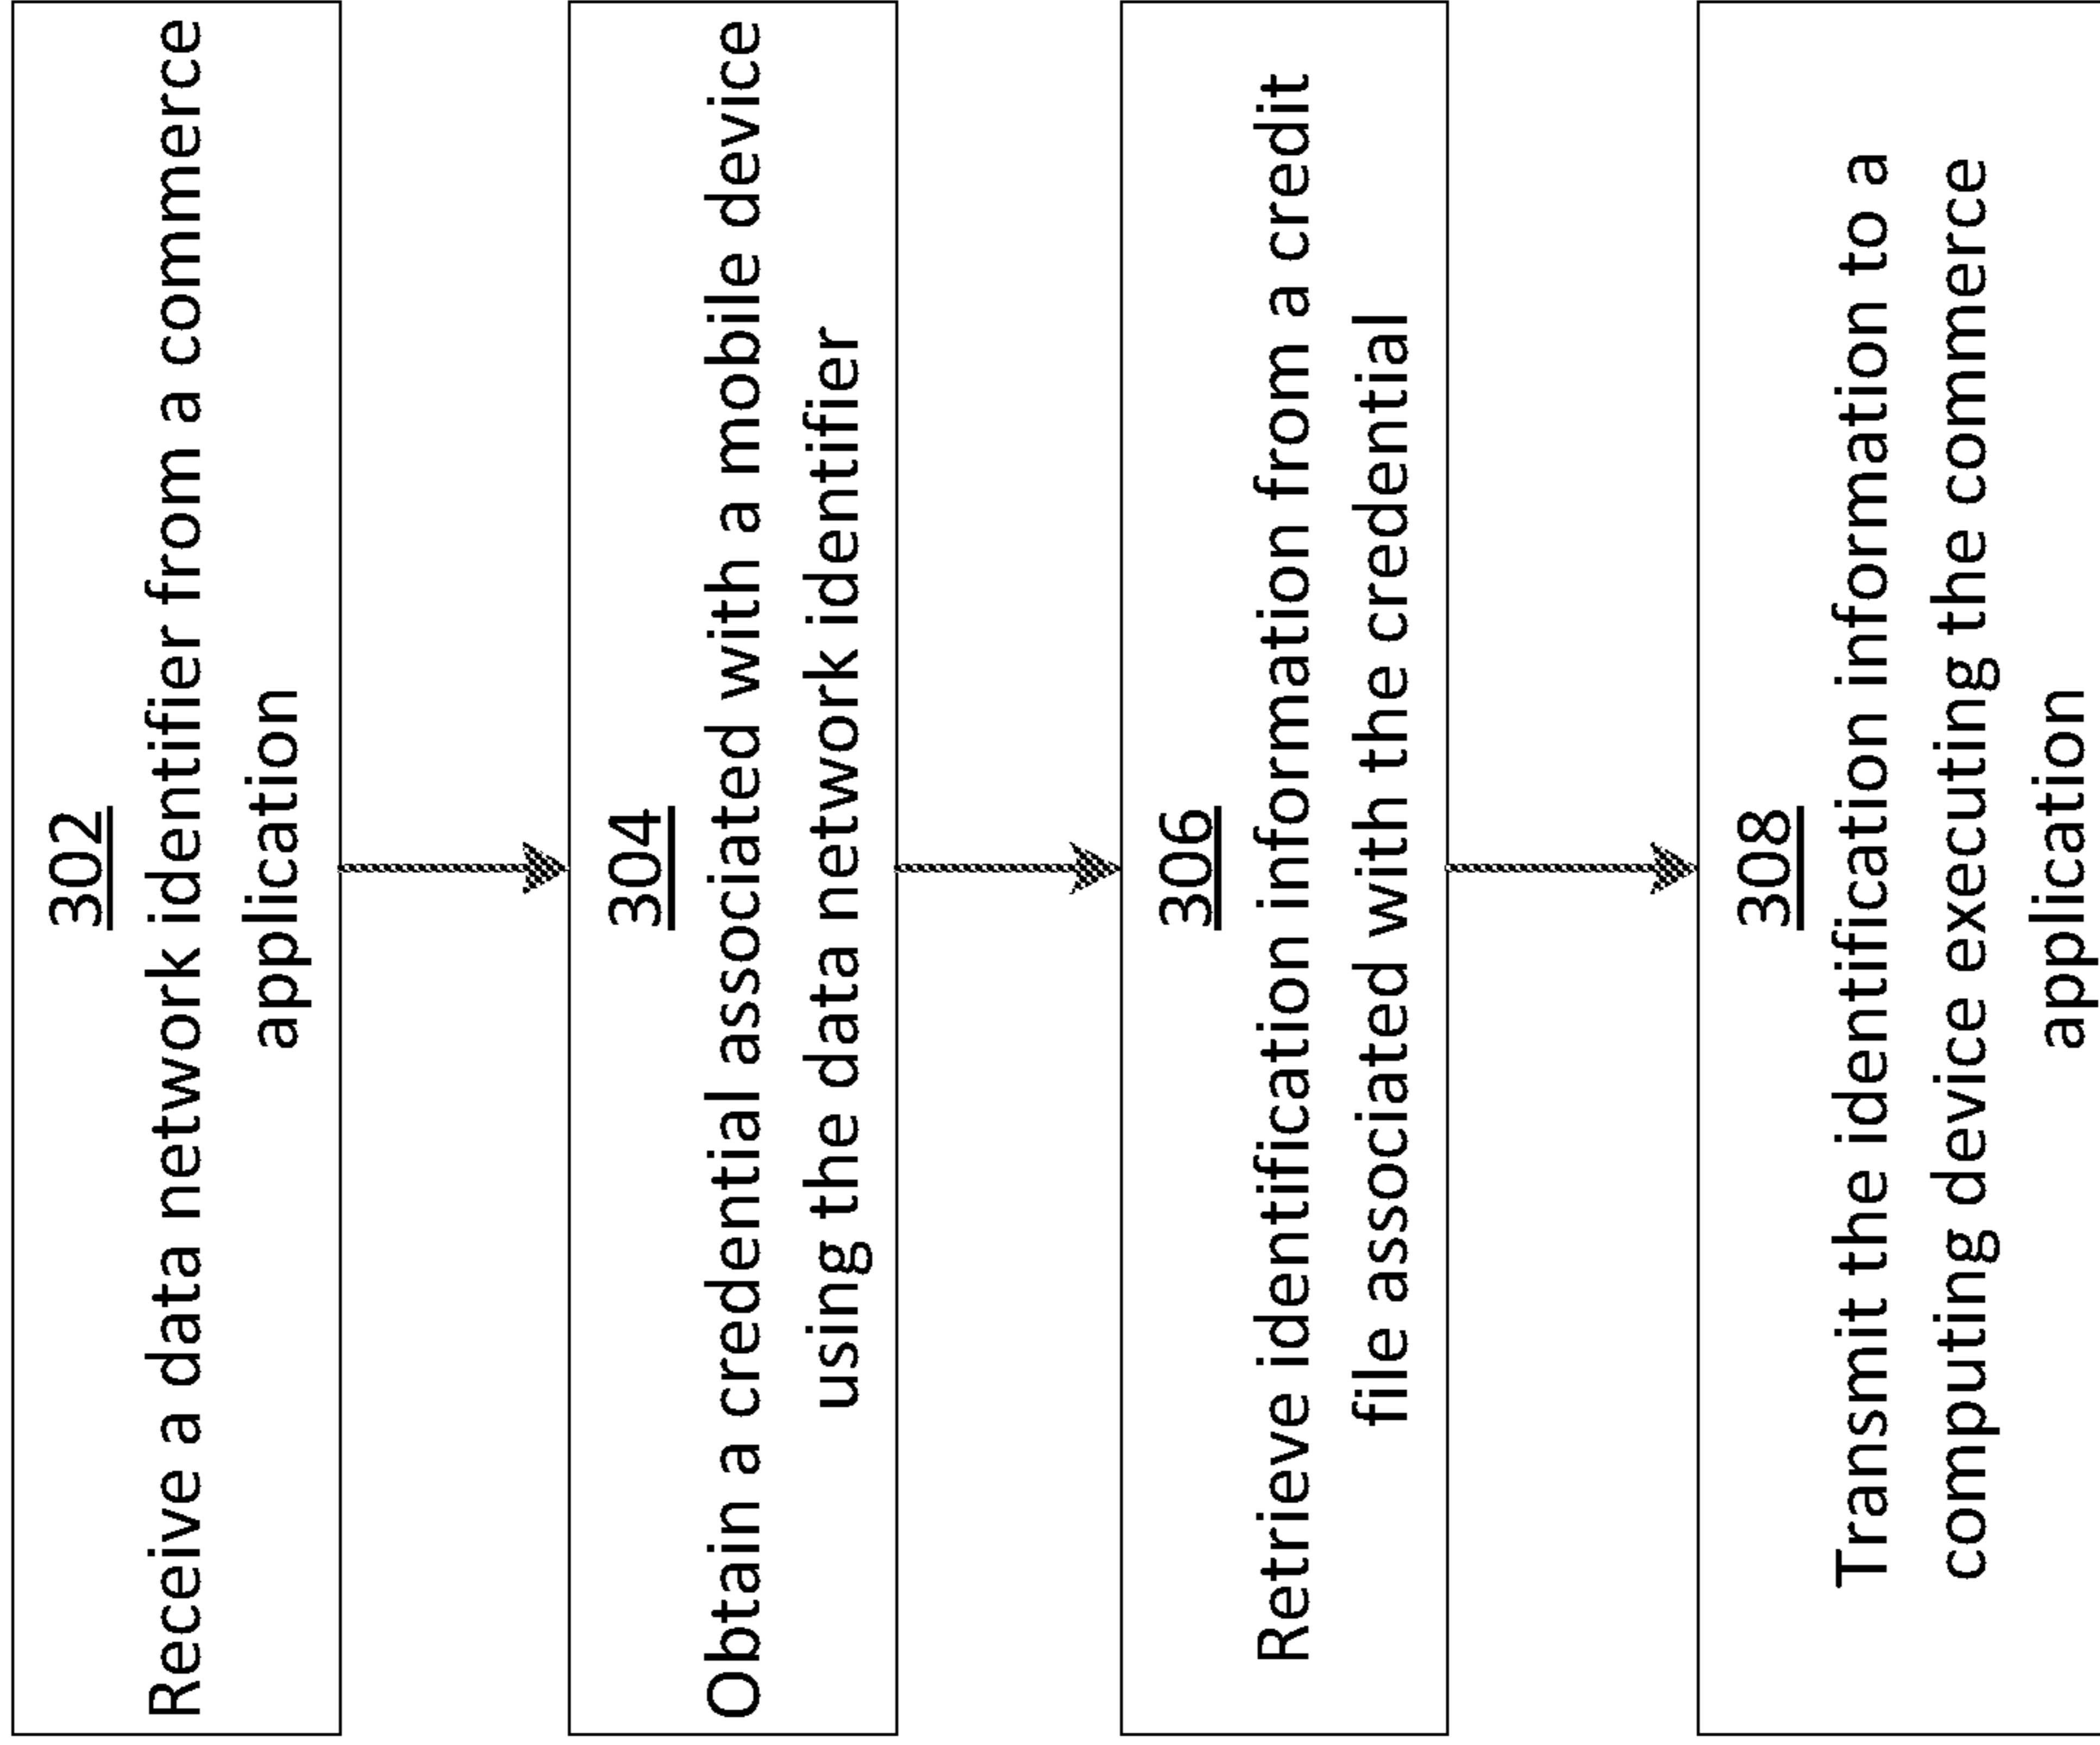 302
Receive a data network identifier from a commerce
application
304
Obtain a credential associated with a mobile device
using the data network identifier
306
Retrieve identification information from a credit
file associated with the credential
308
Transmit the identification information to a
computing device executing the commerce
application